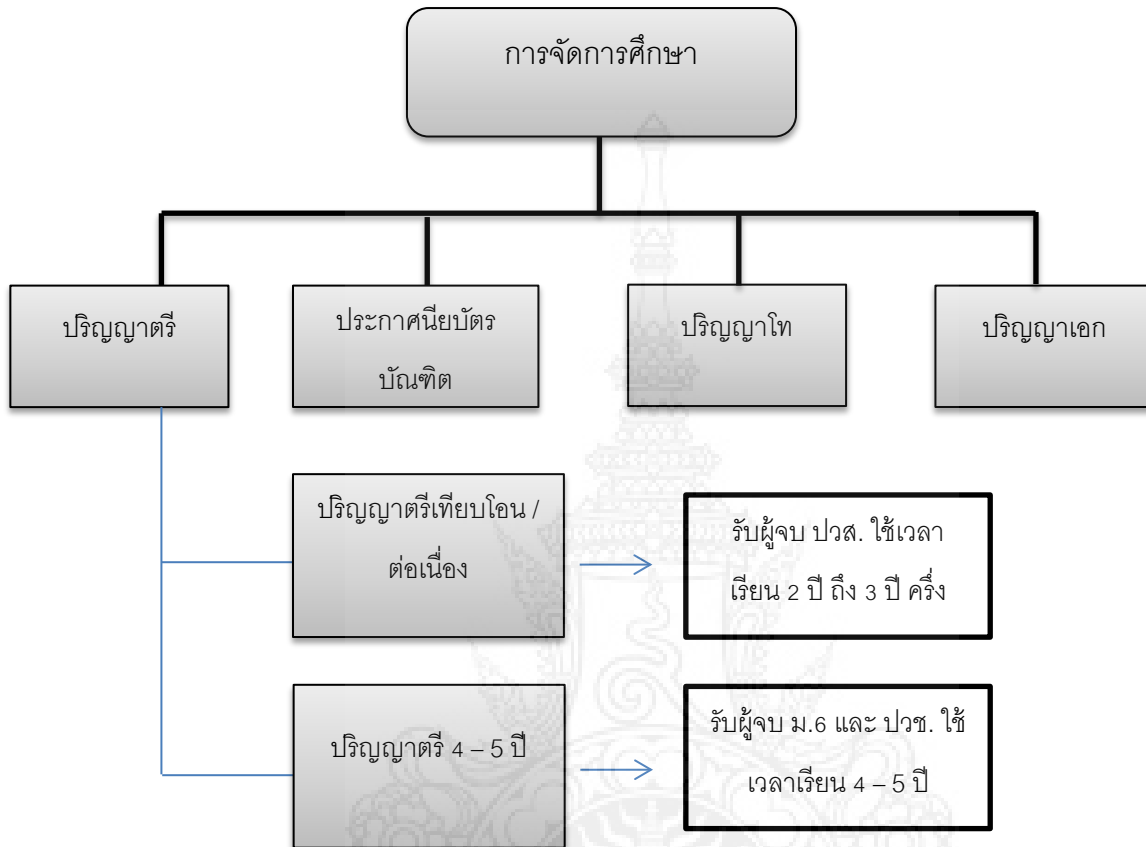 การจัดการศึกษา
ปริญญาตรี
ประกาศนียบัตร
บัณฑิต
ปริญญาโท
ปริญญาเอก
ปริญญาตรีเทียบโอน /
ต่อเนื่อง
รับผู้จบ ปวส. ใช้เวลา
เรียน 2 ปี ถึง 3 ปี ครึ่ง
ปริญญาตรี 4 – 5 ปี
รับผู้จบ ม.6 และ ปวช. ใช้
เวลาเรียน 4 – 5 ปี